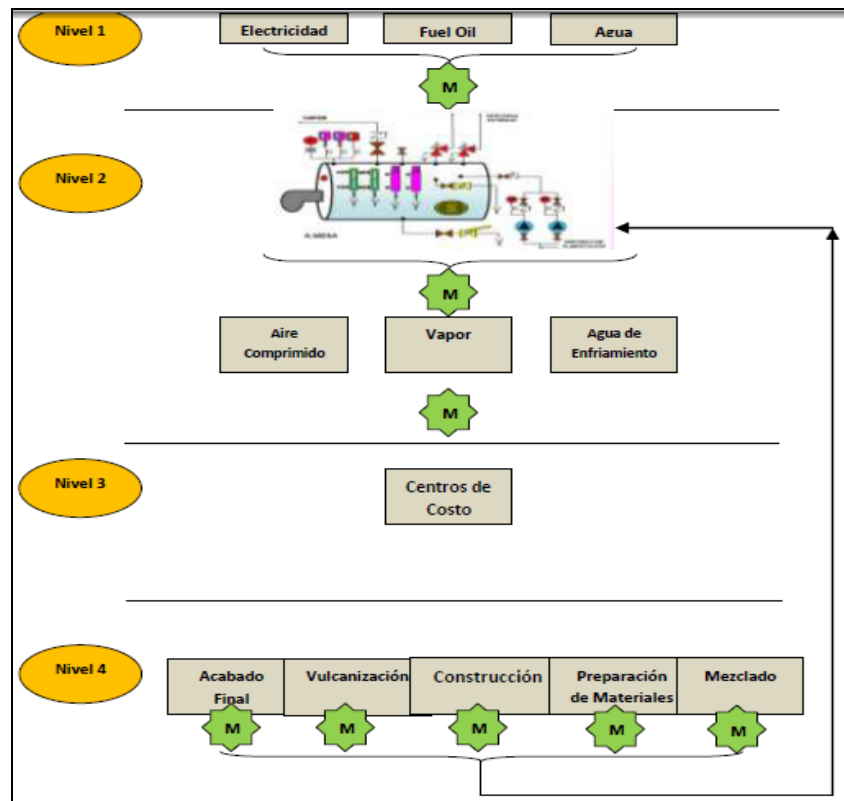 Nivel 1
Electricidad
Fuel Oil
Agua
M
Nivel 2
M
Aire
Comprimido
Vapor
Agua de
Enfriamiento
M
Nivel 3
Centros de
Costo
Nivel 4
Acabado
Final
Vulcanización
Construcción
Preparación
de Materiales
Mezclado
M
M
M
M
M